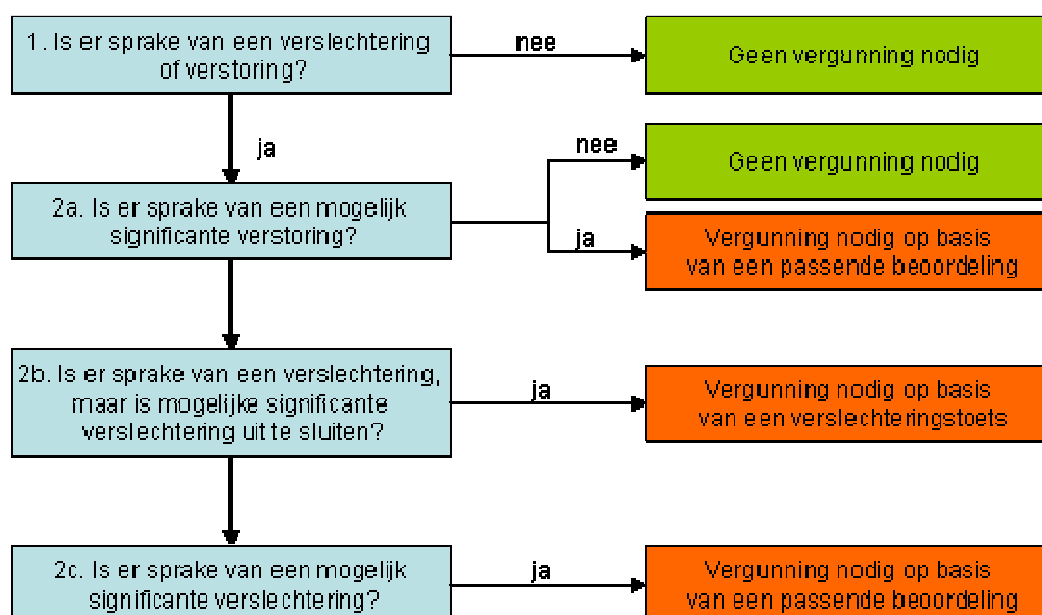 1. Is er sprake van een verslechtering
of verstoring?
nee
Geen vergunning nodig
ja
nee
Geen vergunning nodig
2a. Is er sprake van een mogelijk
significante verstoring?
ja
Vergunning nodig op basis
van een passende beoordeling
2b. Is er sprake van een verslechtering,
maar is mogelijke significante
verslechtering uit te sluiten?
ja
Vergunning nodig op basis
van een verslechteringstoets
2c. Is er sprake van een mogelijk
significante verslechtering?
ja
Vergunning nodig op basis
van een passende beoordeling